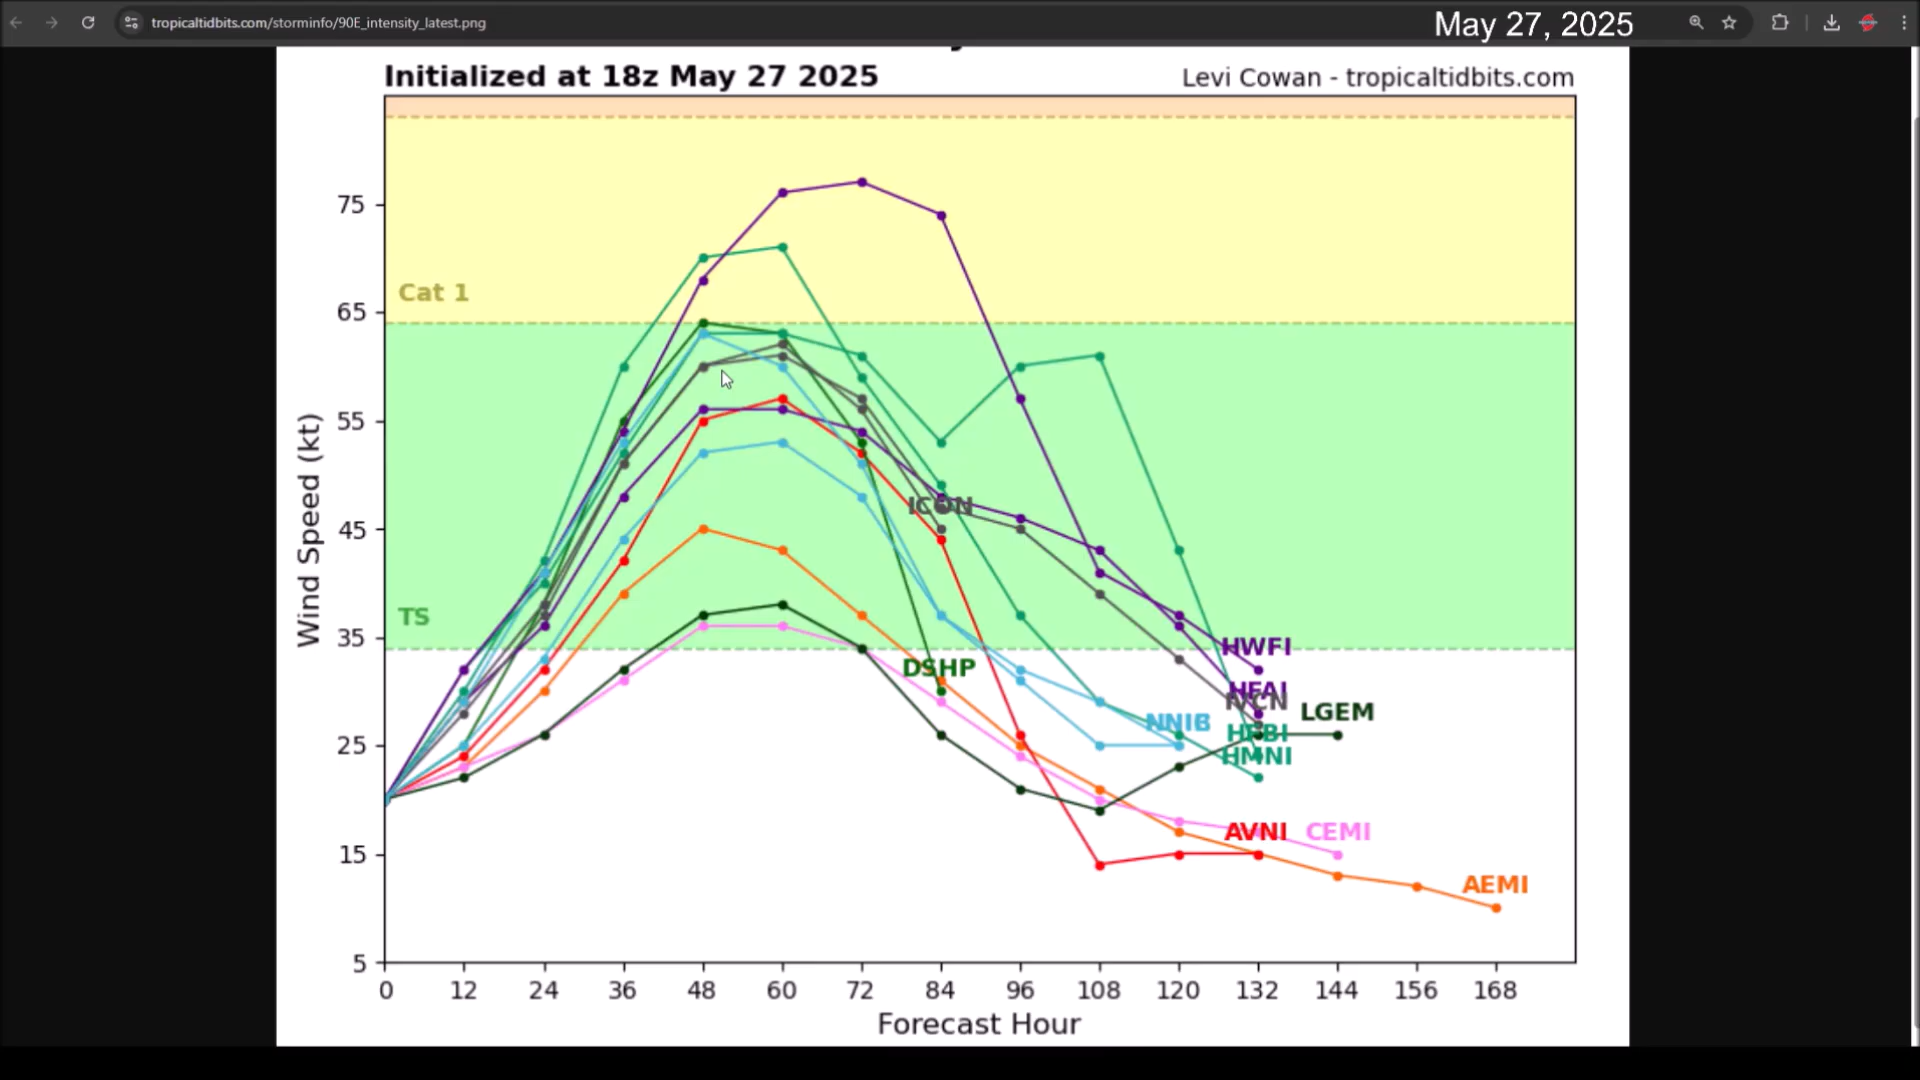 tropicaltidbits.com/storminfo/90E_intensity_latest.png
May 27, 2025
Initialized at 18z May 27 2025
Levi Cowan - tropicaltidbits.com
75
Cat 1
65
55
45
35
25
15
5
Wind Speed (kt)
TS
ICON
DSHP
HWFI
HFAI
IVCN
LGEM
NNIB
HFBI
HMNI
AVNI
CEMI
AEMI
0 12 24 36 48 60 72 84 96 108 120 132 144 156 168
Forecast Hour